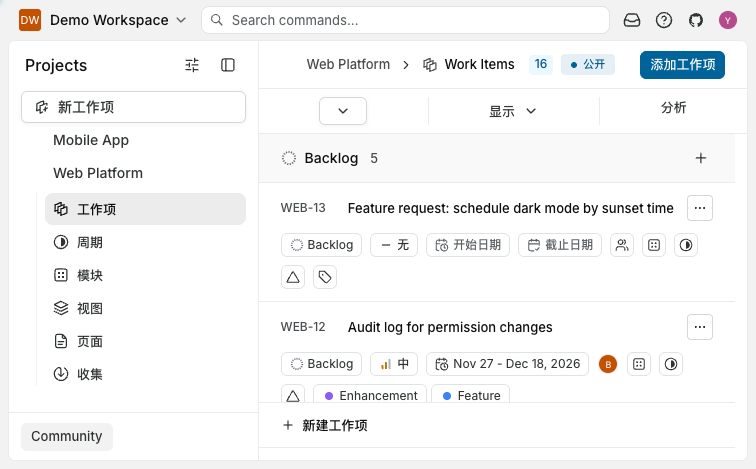 DW Demo Workspace Search commands... Y
Projects
Web Platform Work Items 16 公开 添加工作项
新工作项
显示 分析
Mobile App
Web Platform
工作项
周期
模块
视图
页面
收集
Community
Backlog 5
WEB-13 Feature request: schedule dark mode by sunset time
Backlog 无 开始日期 截止日期
WEB-12 Audit log for permission changes
Backlog 中 Nov 27 - Dec 18, 2026 B
Enhancement Feature
新建工作项